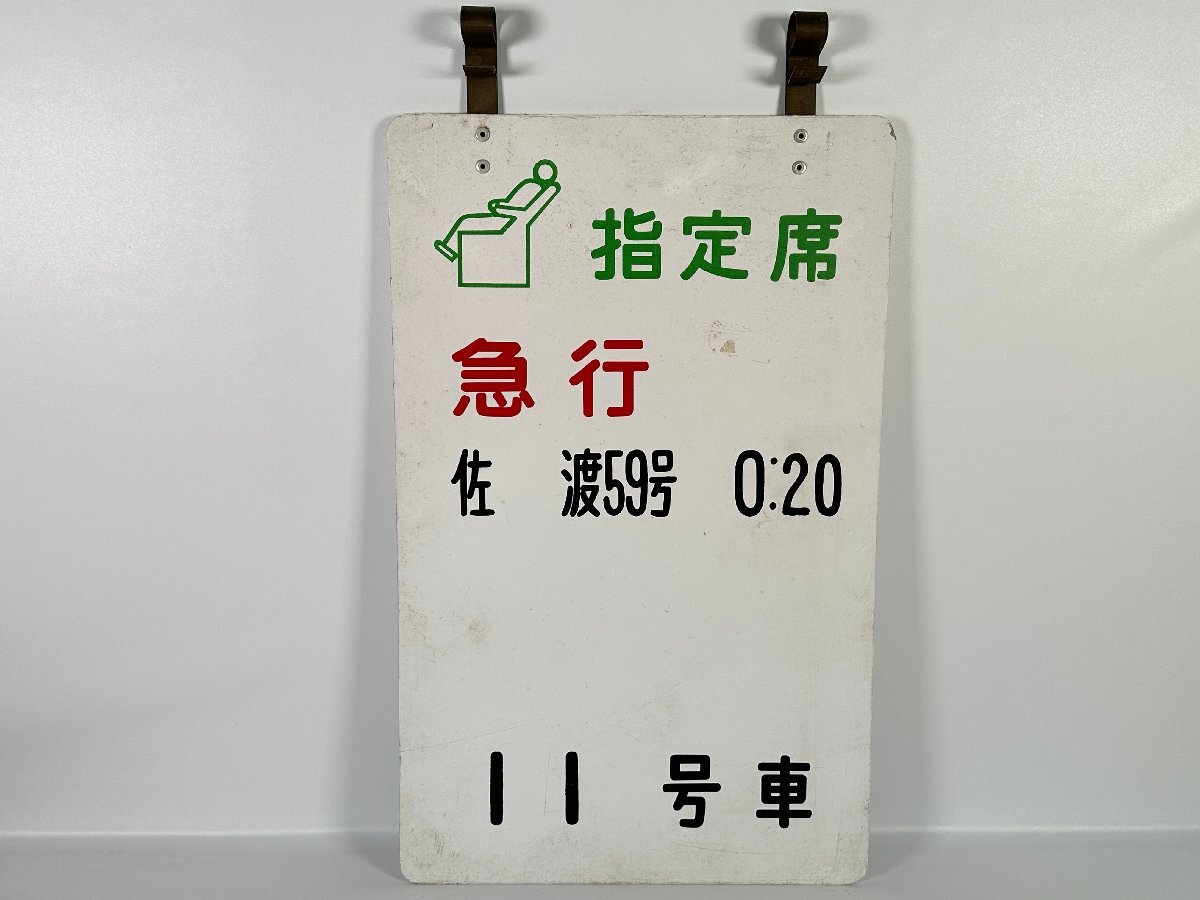 指定席
急行
佐 渡59号 0:20
11 号車